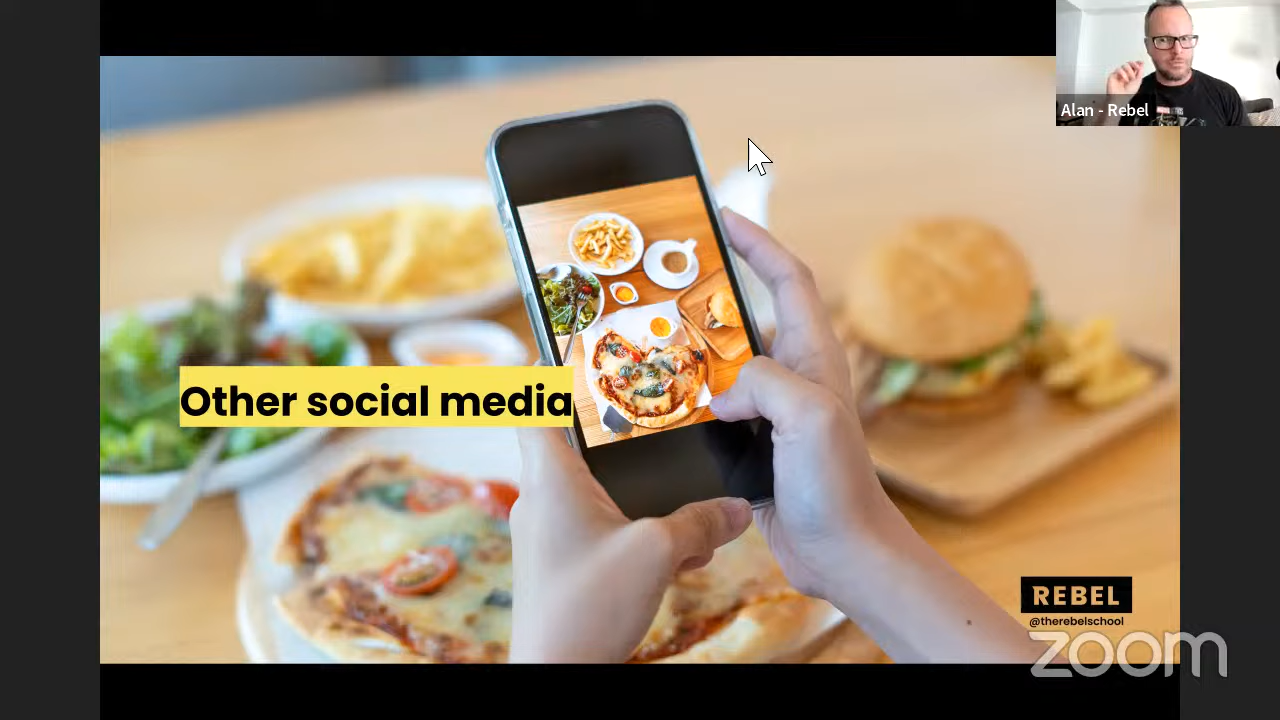 Alan - Rebel
Other social media
REBEL
@therebelschool
zoom